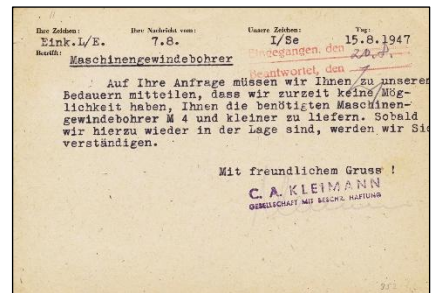 Ihre Zeichen: Ihre Nachricht vom: Unsere Zeichen: Tag:
Eink.L/E. 7.8. I/Se 15.8.1947
Betrifft: Maschinengewindebohrer
Eingegangen, den 20.8.
Beantwortet, den
Auf Ihre Anfrage müssen wir Ihnen zu unserem
Bedauern mitteilen, dass wir zurzeit keine Mög-
lichkeit haben, Ihnen die benötigten Maschinen-
gewindebohrer M 4 und kleiner zu liefern. Sobald
wir hierzu wieder in der Lage sind, werden wir Sie
verständigen.
Mit freundlichem Gruss !
C. A. KLEIMANN
GESELLSCHAFT MIT BESCHR. HAFTUNG